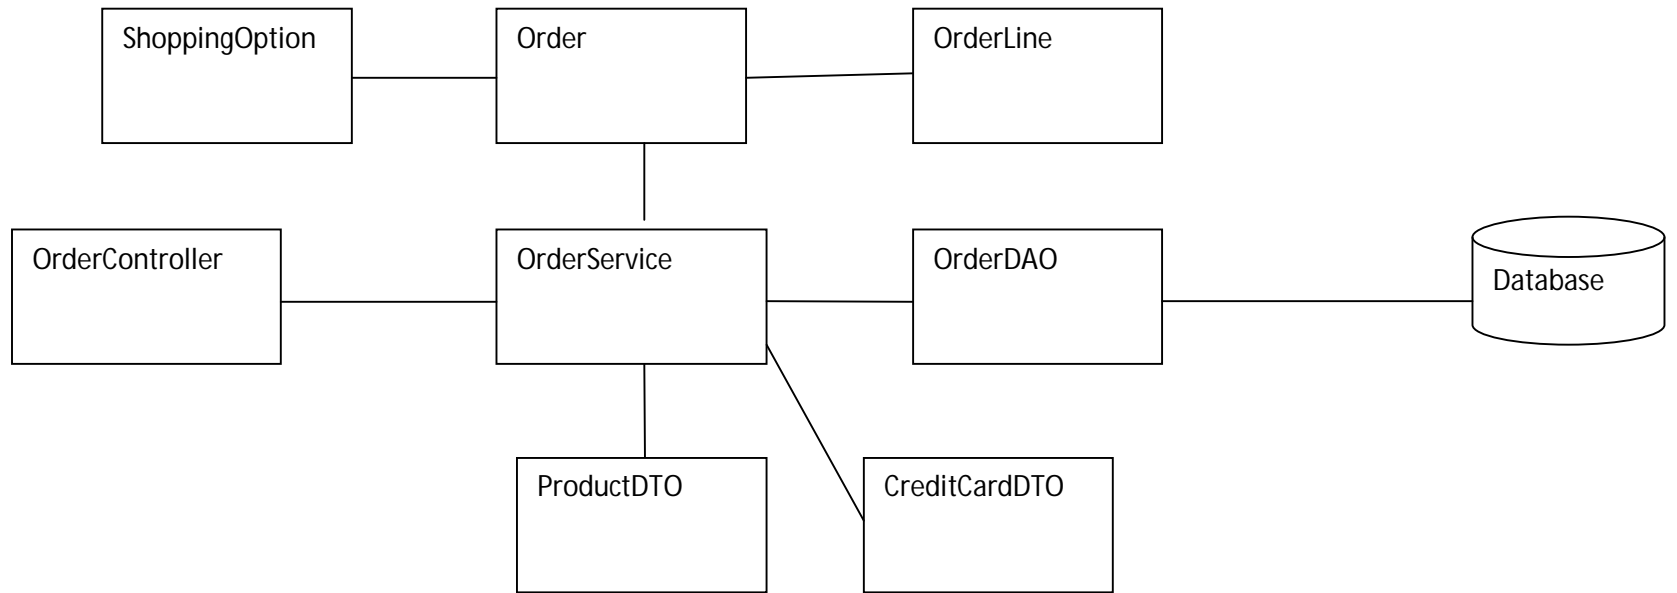 ShoppingOption
Order
OrderLine
OrderController
OrderService
OrderDAO
Database
ProductDTO
CreditCardDTO